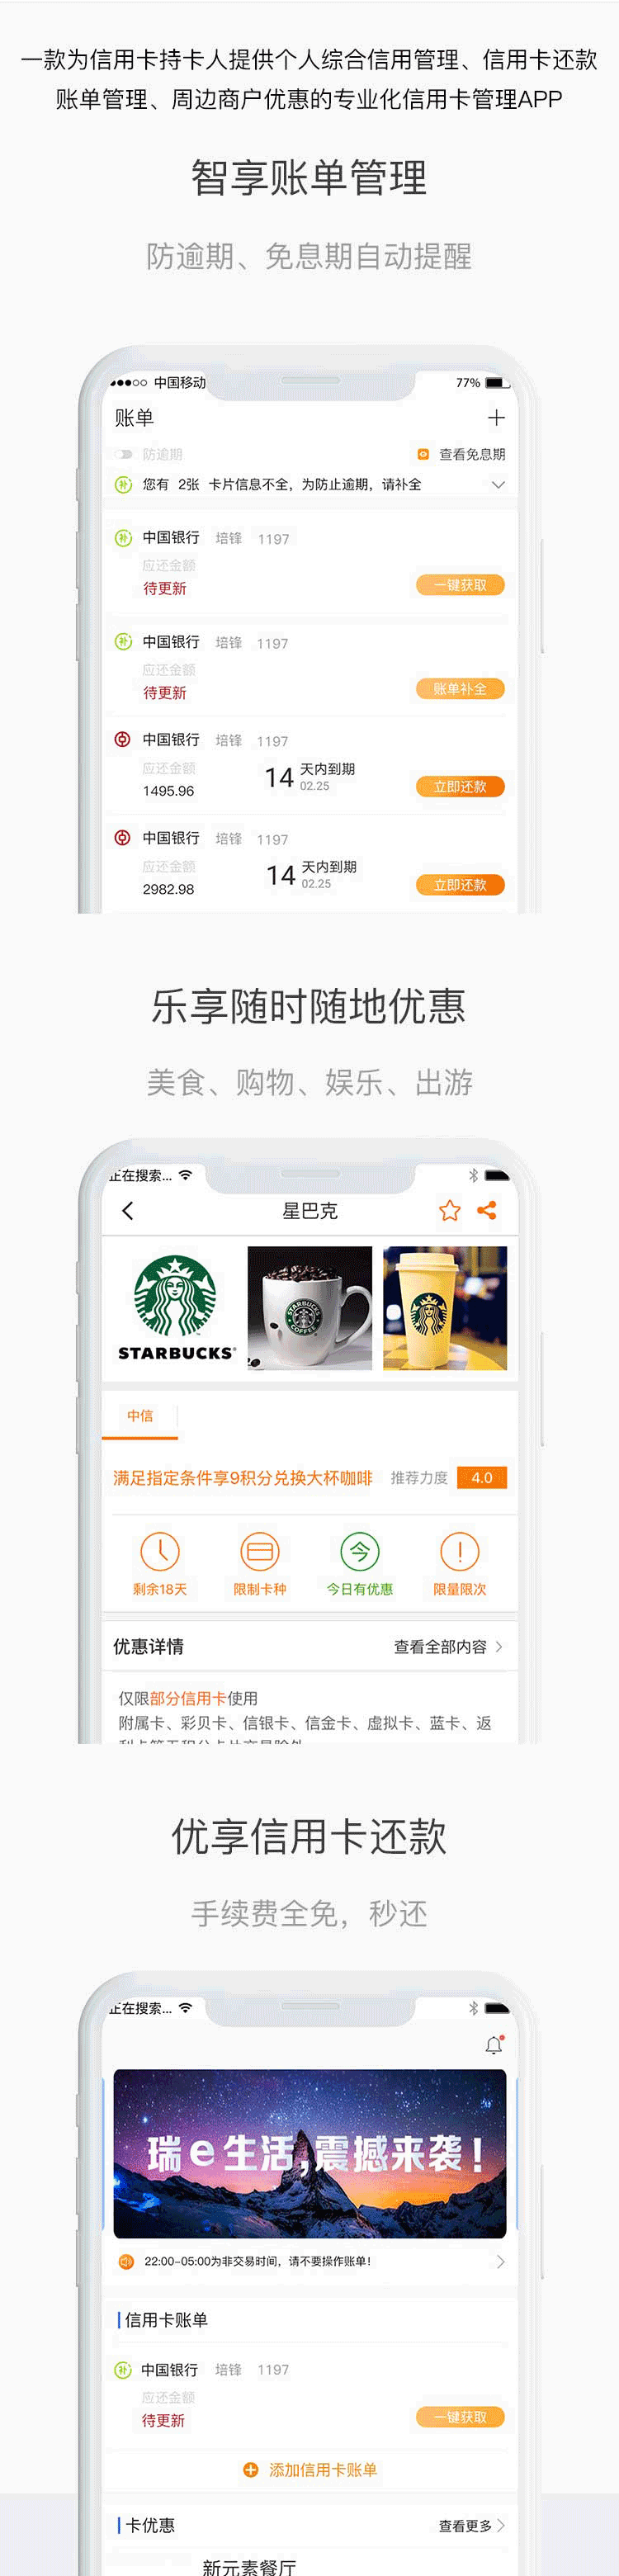 一款为信用卡持卡人提供个人综合信用管理、信用卡还款
账单管理、周边商户优惠的专业化信用卡管理APP
智享账单管理
防逾期、免息期自动提醒
中国移动 77%
账单
防逾期 查看免息期
补 您有 2张 卡片信息不全，为防止逾期，请补全
补 中国银行 培锋 1197
应还金额
待更新 一键获取
补 中国银行 培锋 1197
应还金额
待更新 账单补全
中国银行 培锋 1197
应还金额 14 天内到期
1495.96 02.25 立即还款
中国银行 培锋 1197
应还金额 14 天内到期
2982.98 02.25 立即还款
乐享随时随地优惠
美食、购物、娱乐、出游
正在搜索...
星巴克
STARBUCKS
STARBUCKS
COFFEE
中信
满足指定条件享9积分兑换大杯咖啡 推荐力度 4.0
今
剩余18天 限制卡种 今日有优惠 限量限次
优惠详情 查看全部内容
仅限部分信用卡使用
附属卡、彩贝卡、信银卡、信金卡、虚拟卡、蓝卡、返
优享信用卡还款
手续费全免，秒还
正在搜索...
瑞e生活,震撼来袭!
22:00-05:00为非交易时间，请不要操作账单!
信用卡账单
补 中国银行 培锋 1197
应还金额
待更新 一键获取
添加信用卡账单
卡优惠 查看更多
新元素餐厅